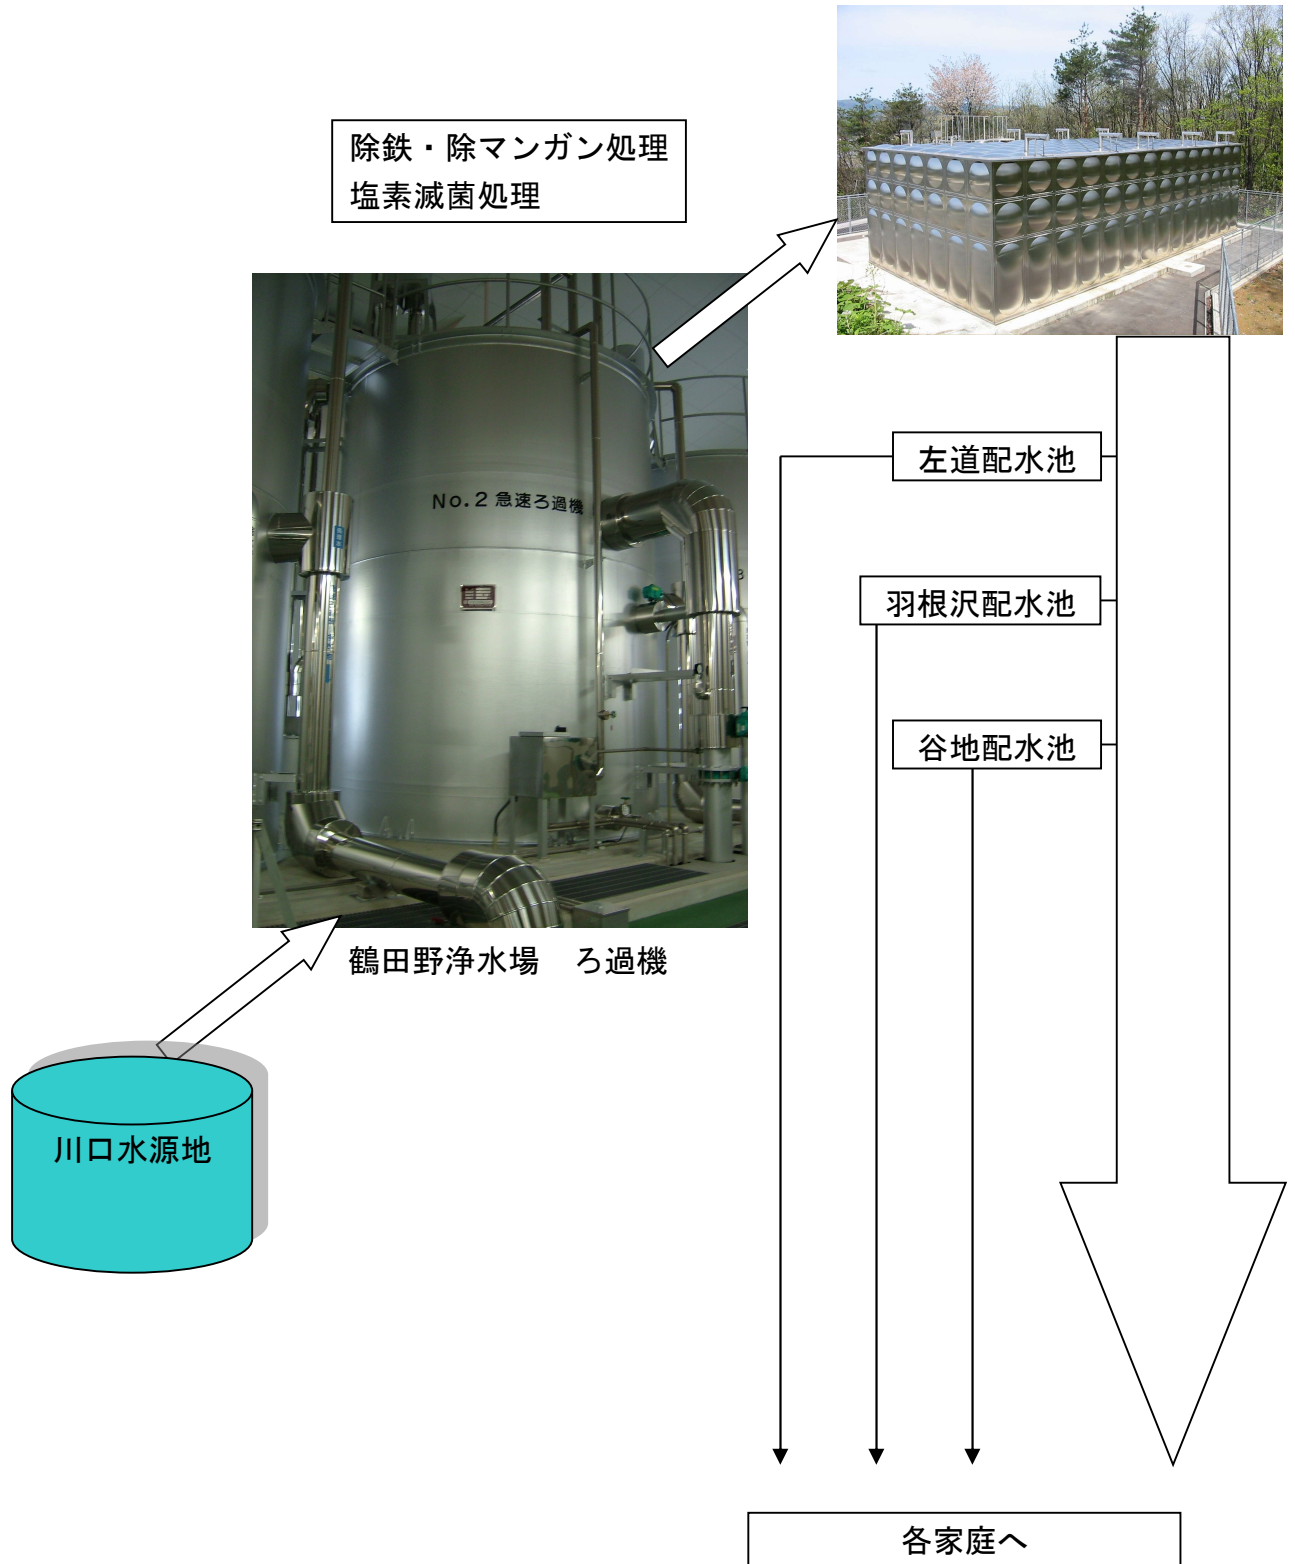 除鉄・除マンガン処理
塩素滅菌処理
No.2 急速ろ過機
左道配水池
羽根沢配水池
谷地配水池
鶴田野浄水場　ろ過機
川口水源地
各家庭へ